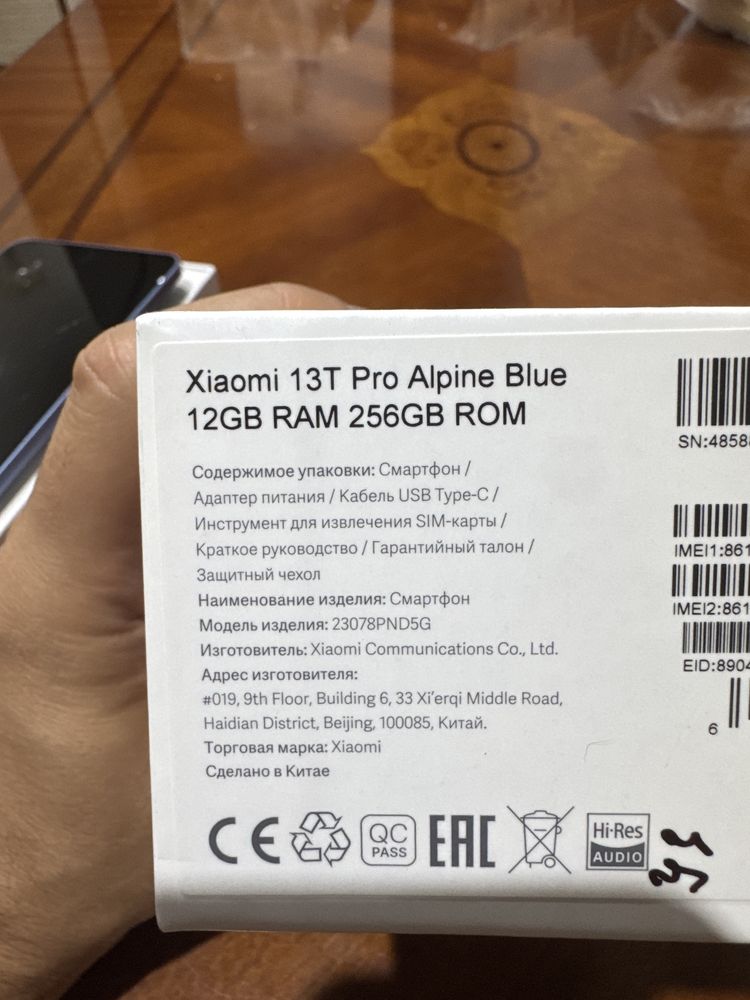 Xiaomi 13T Pro Alpine Blue
12GB RAM 256GB ROM
Содержимое упаковки: Смартфон /
Адаптер питания / Кабель USB Type-C /
Инструмент для извлечения SIM-карты /
Краткое руководство / Гарантийный талон /
Защитный чехол
Наименование изделия: Смартфон
Модель изделия: 23078PND5G
Изготовитель: Xiaomi Communications Co., Ltd.
Адрес изготовителя:
#019, 9th Floor, Building 6, 33 Xi'erqi Middle Road,
Haidian District, Beijing, 100085, Китай.
Торговая марка: Xiaomi
Сделано в Китае
CE
QC
PASS
EAC
Hi-Res
AUDIO
SN:4858
IMEI1:861
IMEI2:861
EID:8904
6